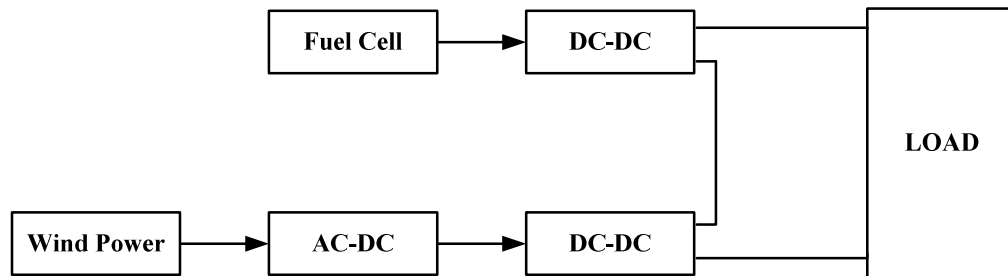 Fuel Cell
DC-DC
LOAD
Wind Power
AC-DC
DC-DC